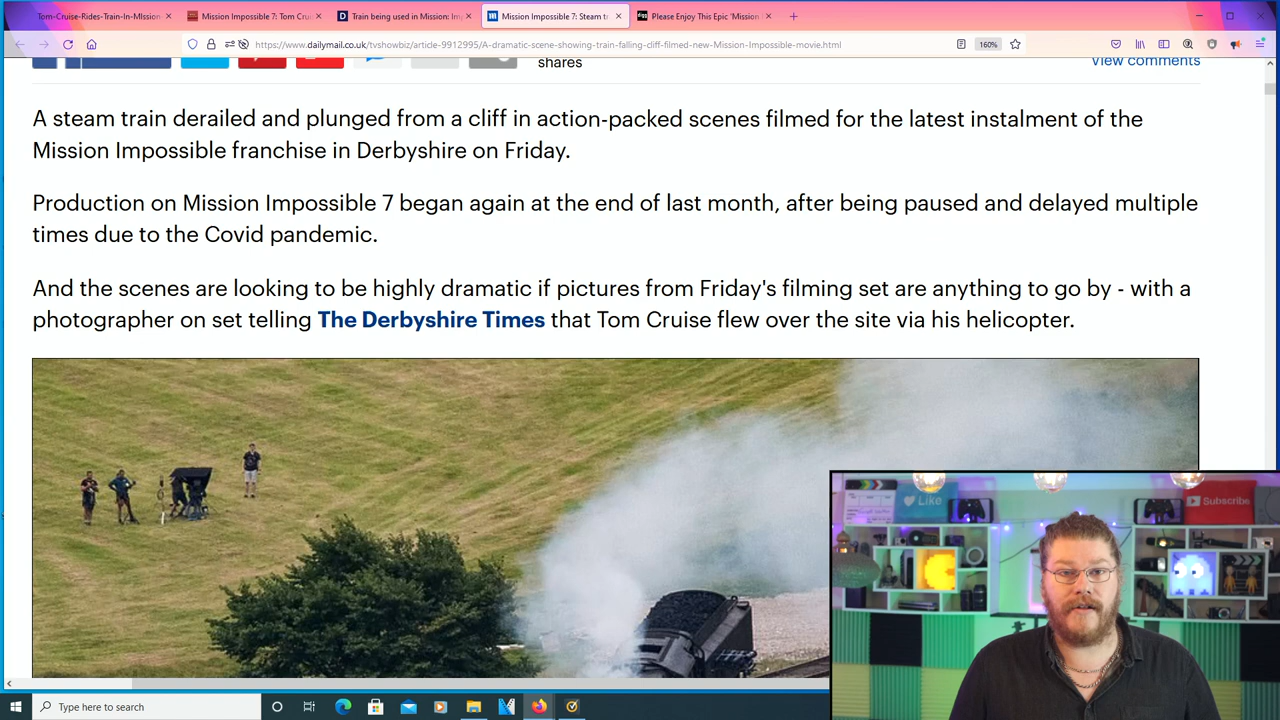 Tom-Cruise-Rides-Train-In-MIssion
Mission Impossible 7: Tom Cru
Train being used in Mission: Im
Mission Impossible 7: Steam t
Please Enjoy This Epic 'Mission
https://www.dailymail.co.uk/tvshowbiz/article-9912995/A-dramatic-scene-showing-train-falling-cliff-filmed-new-Mission-Impossible-movie.html
160%
shares
View comments
A steam train derailed and plunged from a cliff in action-packed scenes filmed for the latest instalment of the
Mission Impossible franchise in Derbyshire on Friday.
Production on Mission Impossible 7 began again at the end of last month, after being paused and delayed multiple
times due to the Covid pandemic.
And the scenes are looking to be highly dramatic if pictures from Friday's filming set are anything to go by - with a
photographer on set telling The Derbyshire Times that Tom Cruise flew over the site via his helicopter.
Like
Subscribe
Type here to search